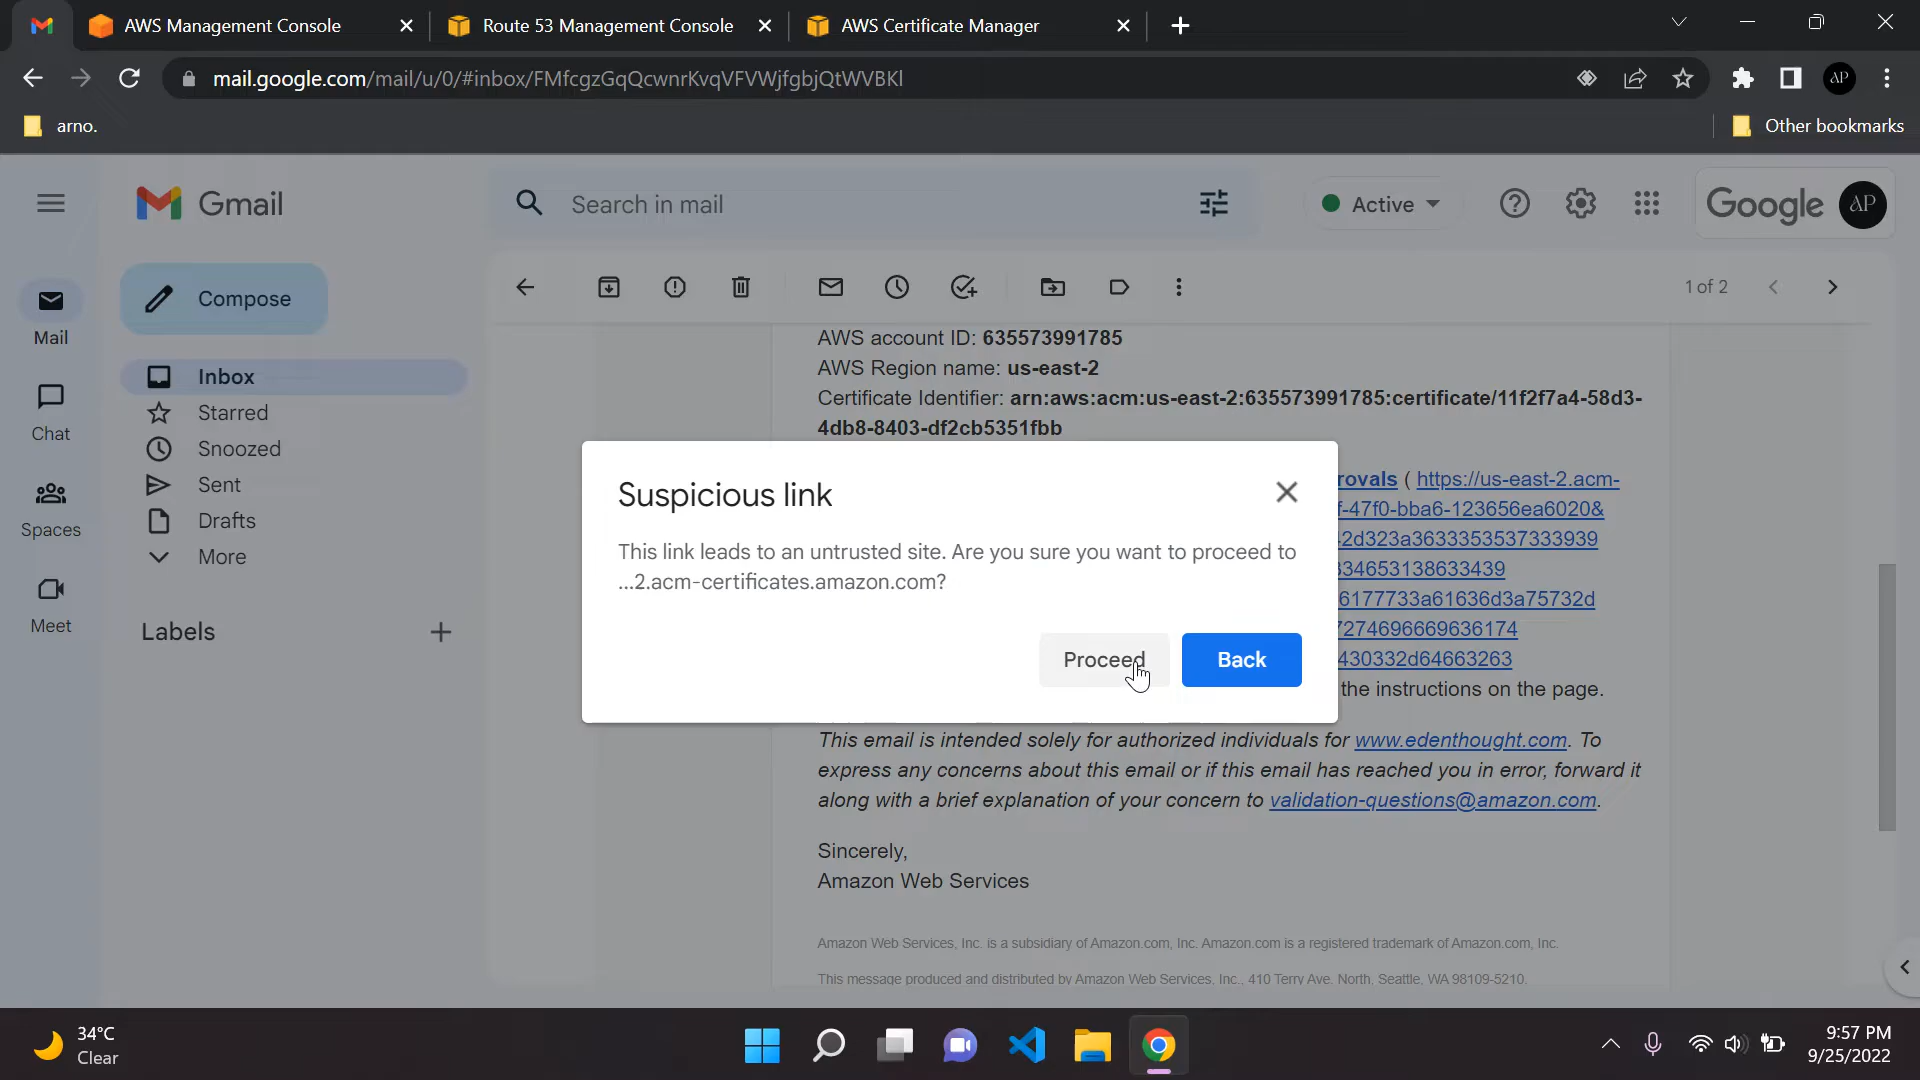 AWS Management Console
Route 53 Management Console
AWS Certificate Manager
mail.google.com/mail/u/0/#inbox/FMfcgzGqQcwnrKvqVFVWjfgbjQtWVBKl
AP
arno.
Other bookmarks
Gmail
Search in mail
Active
Google
AP
Compose
1 of 2
Mail
Chat
Spaces
Meet
Inbox
Starred
Snoozed
Sent
Drafts
More
Labels
AWS account ID: 635573991785
AWS Region name: us-east-2
Certificate Identifier: arn:aws:acm:us-east-2:635573991785:certificate/11f2f7a4-58d3-
4db8-8403-df2cb5351fbb
rovals ( https://us-east-2.acm-
f-47f0-bba6-123656ea6020&
2d323a3633353537333939
334653138633439
6177733a61636d3a75732d
7274696669636174
430332d64663263
the instructions on the page.
Suspicious link
This link leads to an untrusted site. Are you sure you want to proceed to
...2.acm-certificates.amazon.com?
Proceed
Back
This email is intended solely for authorized individuals for www.edenthought.com. To
express any concerns about this email or if this email has reached you in error, forward it
along with a brief explanation of your concern to validation-questions@amazon.com.
Sincerely,
Amazon Web Services
Amazon Web Services, Inc. is a subsidiary of Amazon.com, Inc. Amazon.com is a registered trademark of Amazon.com, Inc.
This message produced and distributed by Amazon Web Services, Inc., 410 Terry Ave. North, Seattle, WA 98109-5210.
34°C
Clear
9:57 PM
9/25/2022